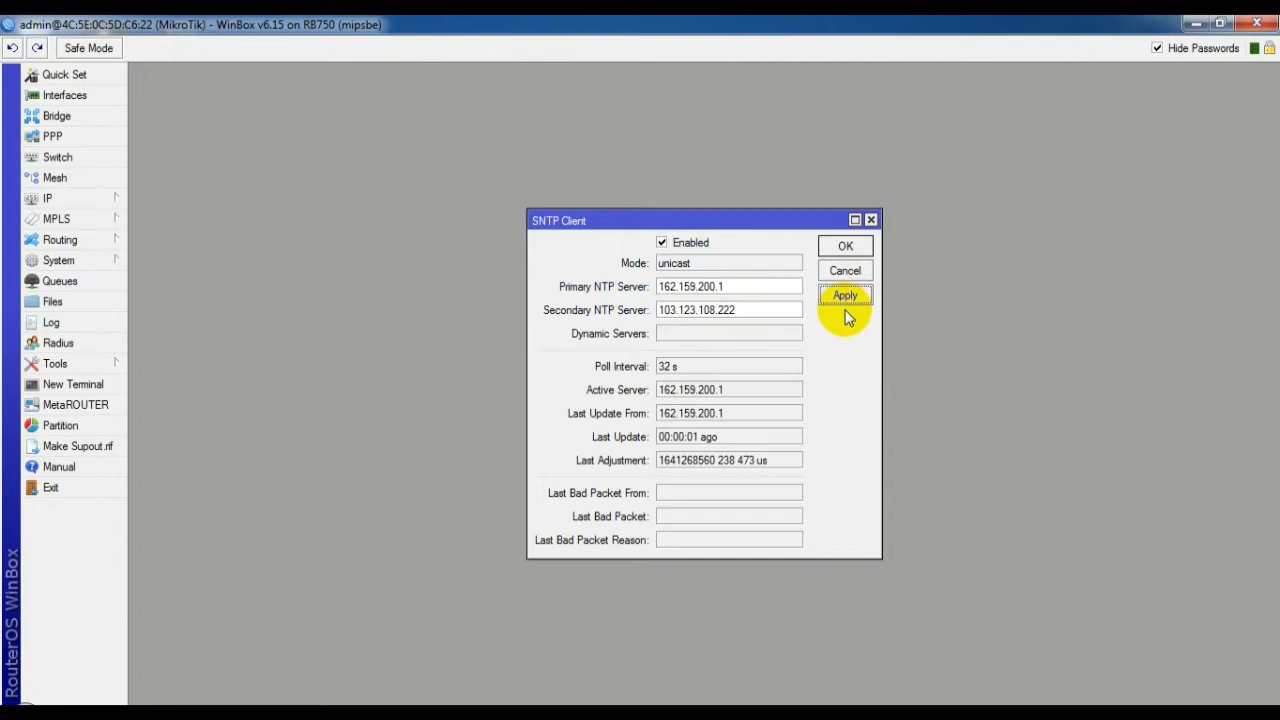 admin@4C:5E:0C:5D:C6:22 (MikroTik) - WinBox v6.15 on RB750 (mipsbe)
Safe Mode
Hide Passwords
Quick Set
Interfaces
Bridge
PPP
Switch
Mesh
IP
MPLS
Routing
System
Queues
Files
Log
Radius
Tools
New Terminal
MetaROUTER
Partition
Make Supout.rif
Manual
Exit
RouterOS WinBox
SNTP Client
Enabled
Mode: unicast
Primary NTP Server: 162.159.200.1
Secondary NTP Server: 103.123.108.222
Dynamic Servers:
Poll Interval: 32 s
Active Server: 162.159.200.1
Last Update From: 162.159.200.1
Last Update: 00:00:01 ago
Last Adjustment: 1641268560 238 473 us
Last Bad Packet From:
Last Bad Packet:
Last Bad Packet Reason:
OK
Cancel
Apply